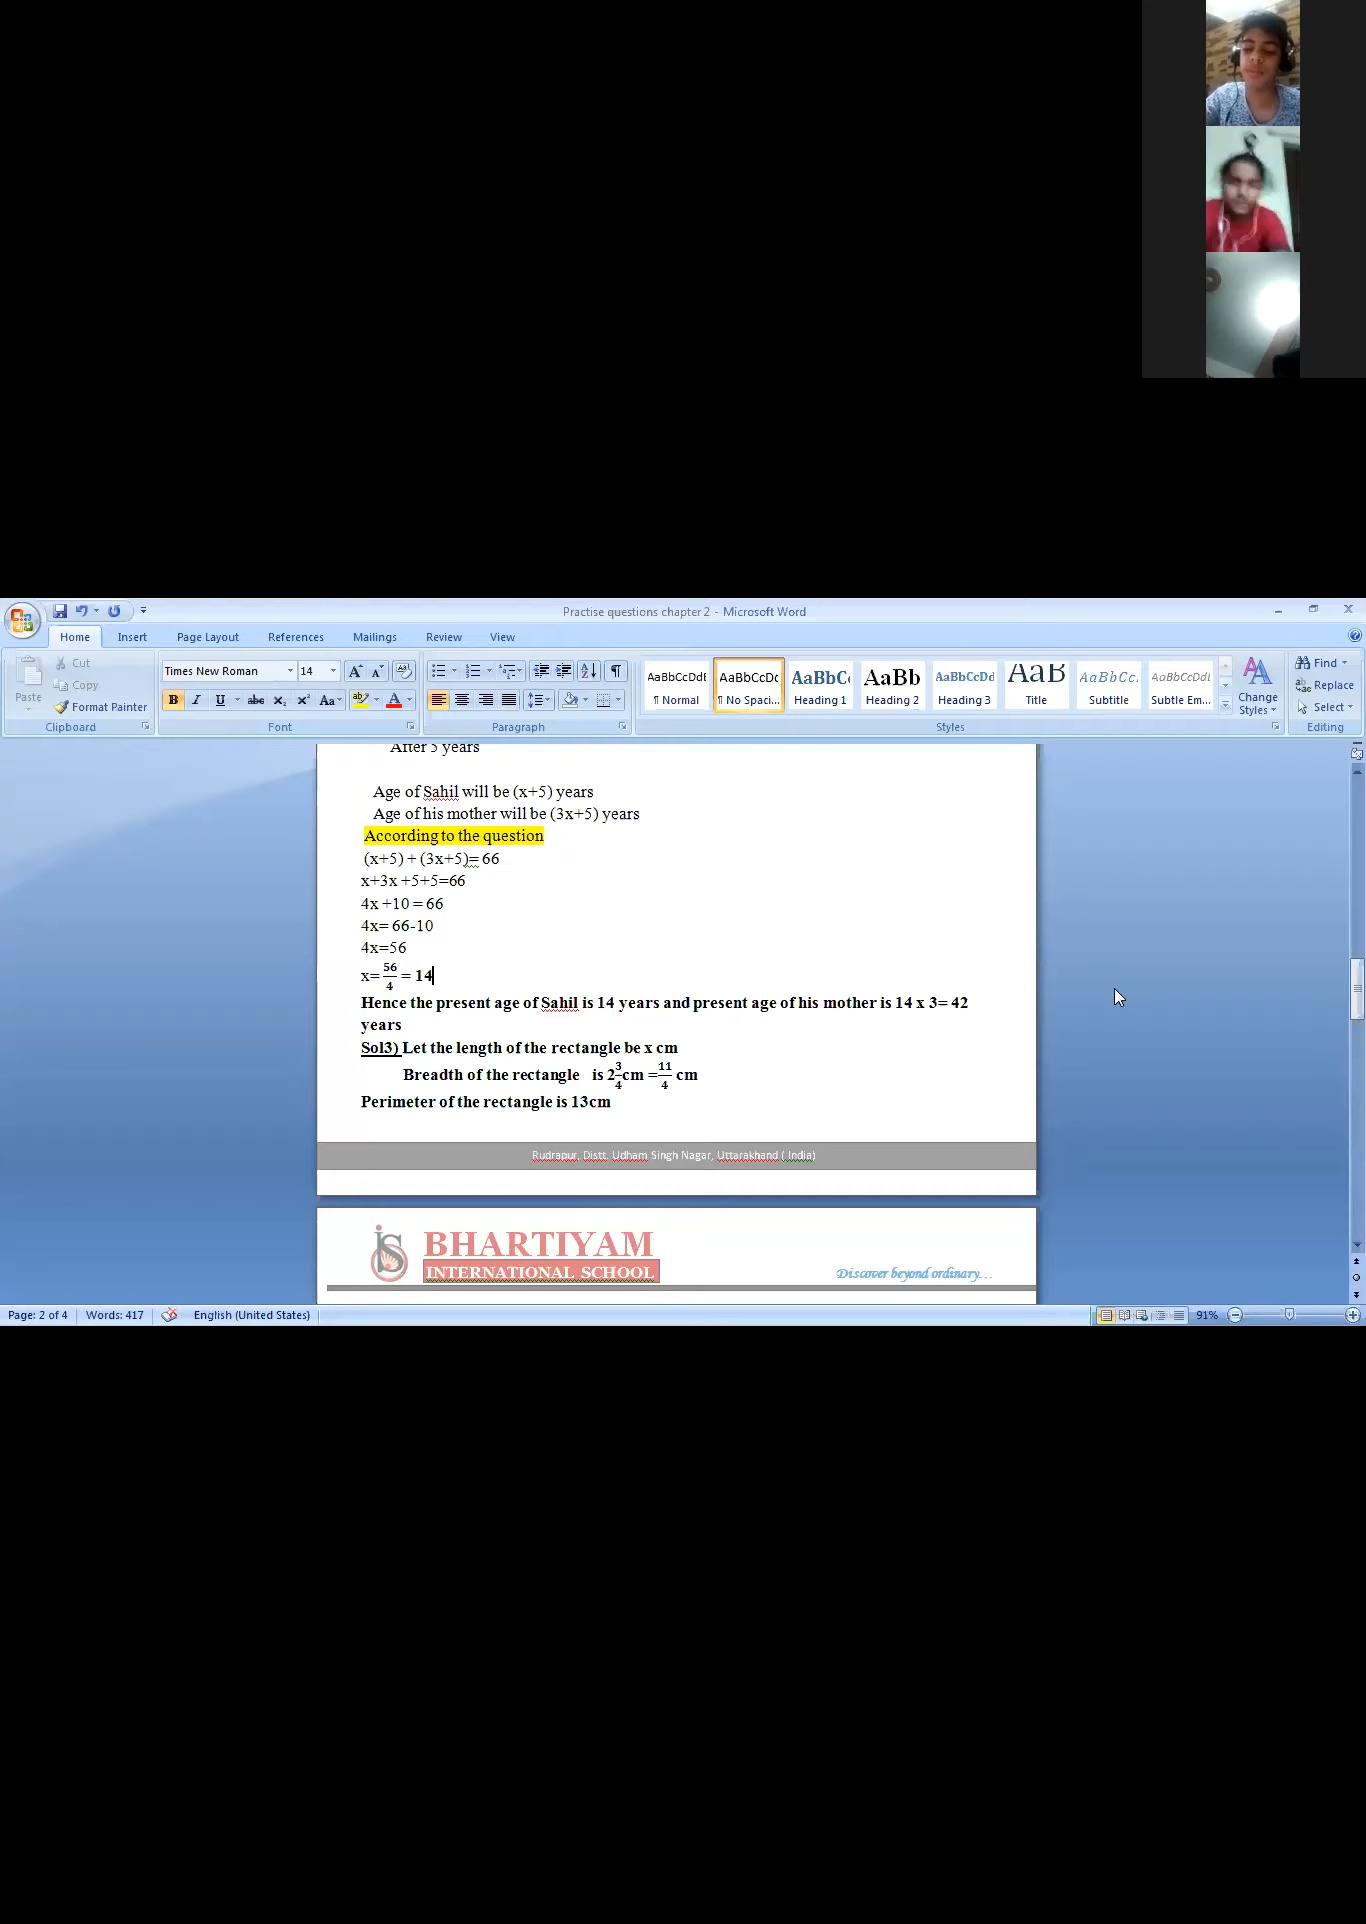 Practise questions chapter 2 - Microsoft Word
Home Insert Page Layout References Mailings Review View
Paste
Cut
Copy
Format Painter
Clipboard
Times New Roman 14
Font
Paragraph
AaBbCcDdE AaBbCcDc AaBbC AaBb AaBbCcDd AaB AaBbCc. AaBbCcDdE
¶ Normal ¶ No Spaci... Heading 1 Heading 2 Heading 3 Title Subtitle Subtle Em...
Change Styles
Styles
Find
Replace
Select
Editing
After 5 years
Age of Sahil will be (x+5) years
Age of his mother will be (3x+5) years
According to the question
(x+5) + (3x+5)= 66
x+3x +5+5=66
4x +10 = 66
4x= 66-10
4x=56
x= 56/4 = 14
Hence the present age of Sahil is 14 years and present age of his mother is 14 x 3= 42
years
Sol3) Let the length of the rectangle be x cm
Breadth of the rectangle is 2 3/4 cm = 11/4 cm
Perimeter of the rectangle is 13cm
Rudrapur, Distt. Udham Singh Nagar, Uttarakhand ( India)
BHARTIYAM
INTERNATIONAL SCHOOL
Discover beyond ordinary...
Page: 2 of 4 Words: 417 English (United States) 91%